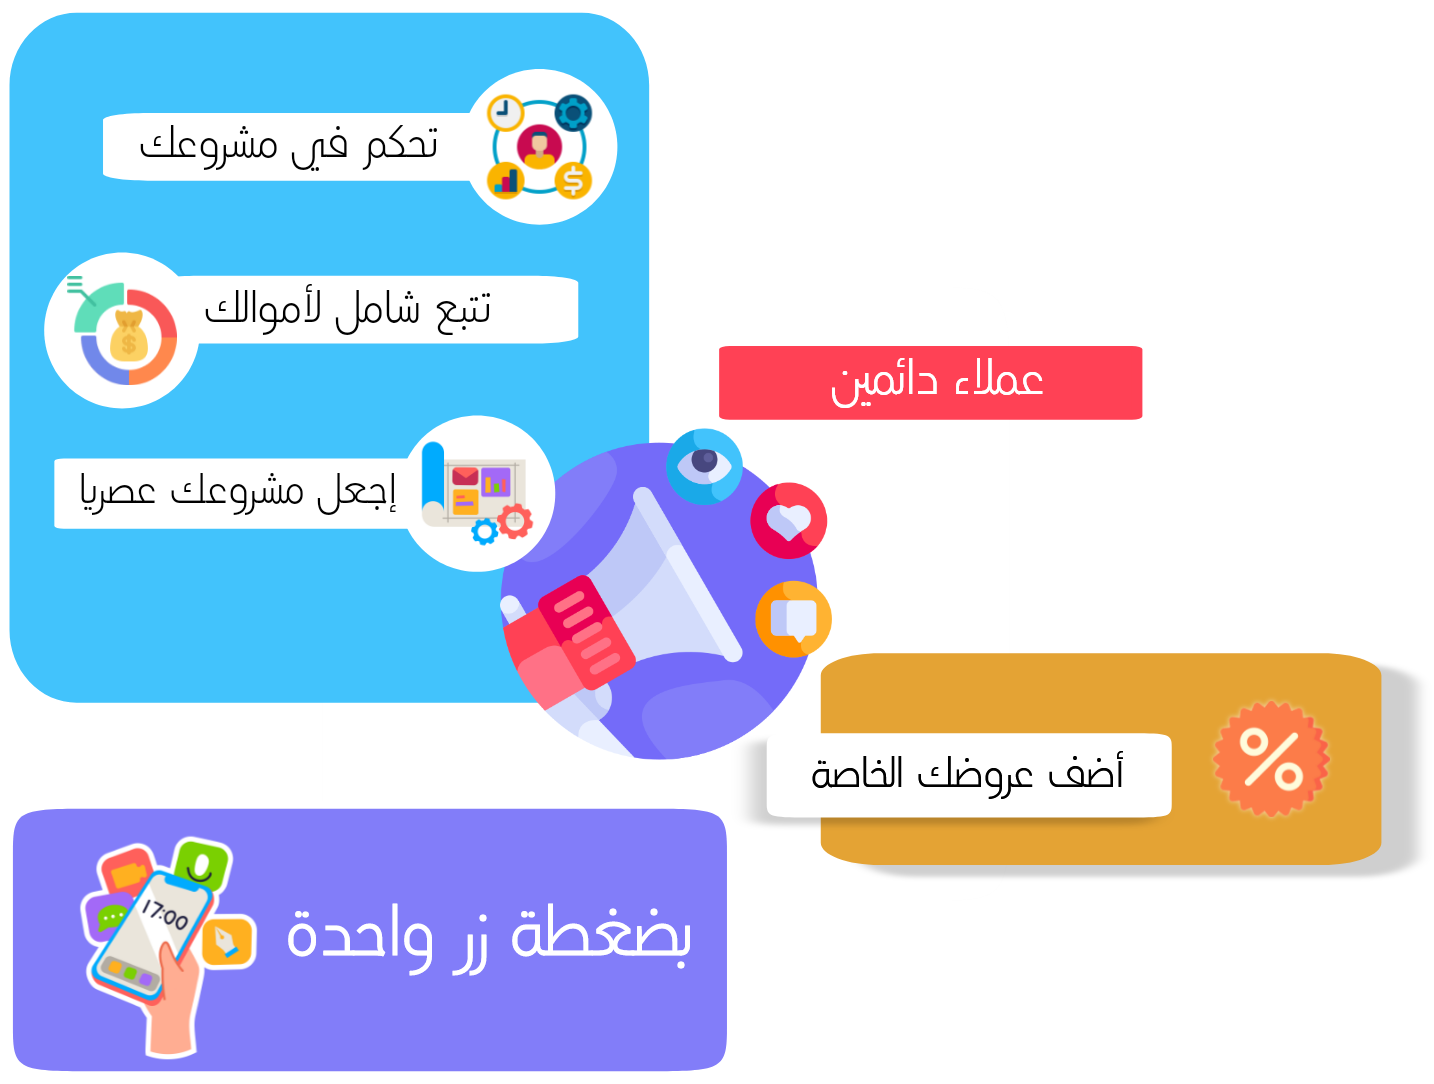 تحكم في مشروعك
تتبع شامل لأموالك
عملاء دائمين
إجعل مشروعك عصريا
أضف عروضك الخاصة
بضغطة زر واحدة
17:00